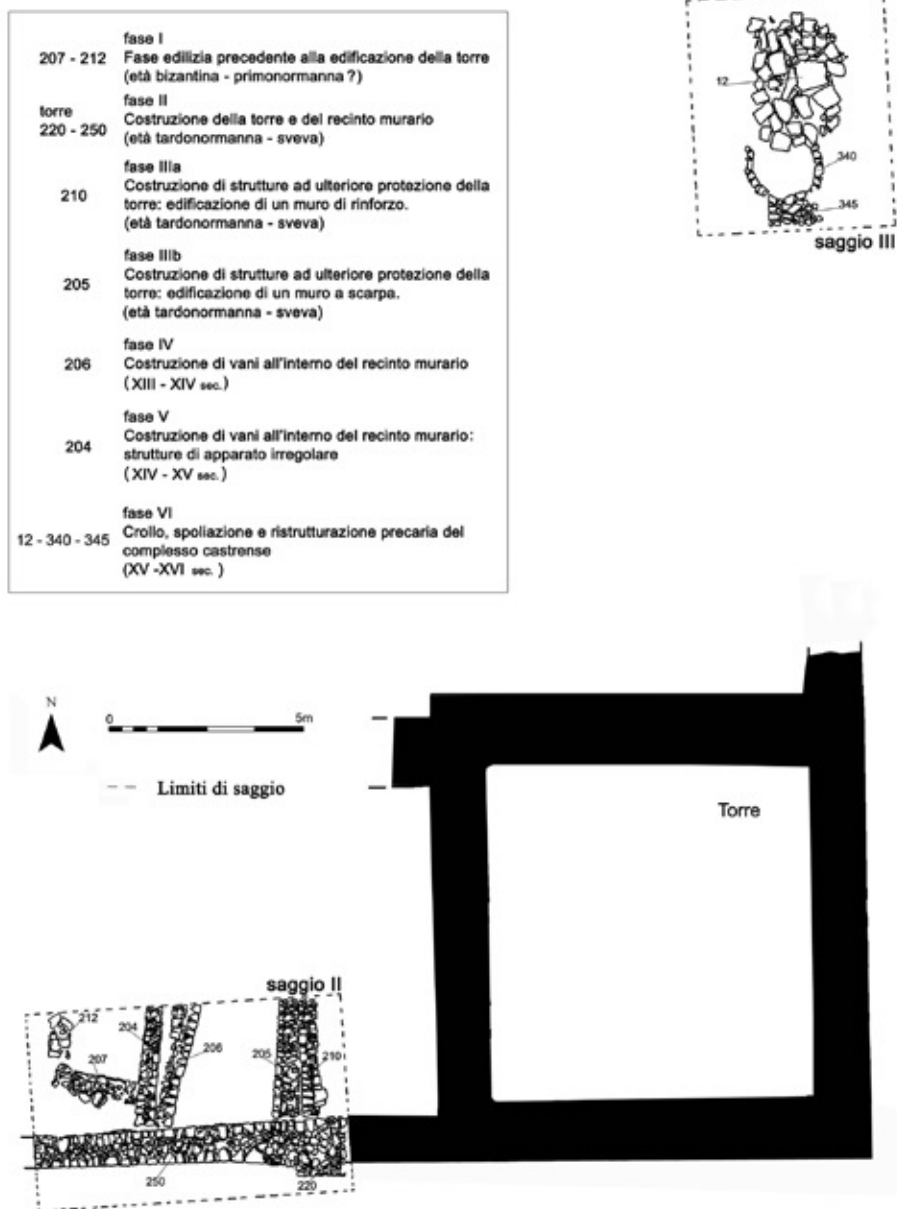 fase I
207 - 212 Fase edilizia precedente alla edificazione della torre
(età bizantina - primonormanna ?)
fase II
torre
220 - 250
Costruzione della torre e del recinto murario
(età tardonormanna - sveva)
fase IIIa
210
Costruzione di strutture ad ulteriore protezione della
torre: edificazione di un muro di rinforzo.
(età tardonormanna - sveva)
fase IIIb
205
Costruzione di strutture ad ulteriore protezione della
torre: edificazione di un muro a scarpa.
(età tardonormanna - sveva)
fase IV
206
Costruzione di vani all'interno del recinto murario
(XIII - XIV sec.)
fase V
204
Costruzione di vani all'interno del recinto murario:
strutture di apparato irregolare
(XIV - XV sec.)
fase VI
12 - 340 - 345
Crollo, spoliazione e ristrutturazione precaria del
complesso castrense
(XV -XVI sec. )
12
340
345
saggio III
N
0 5m
Limiti di saggio
Torre
saggio II
212
204
207
206
205
210
250
220